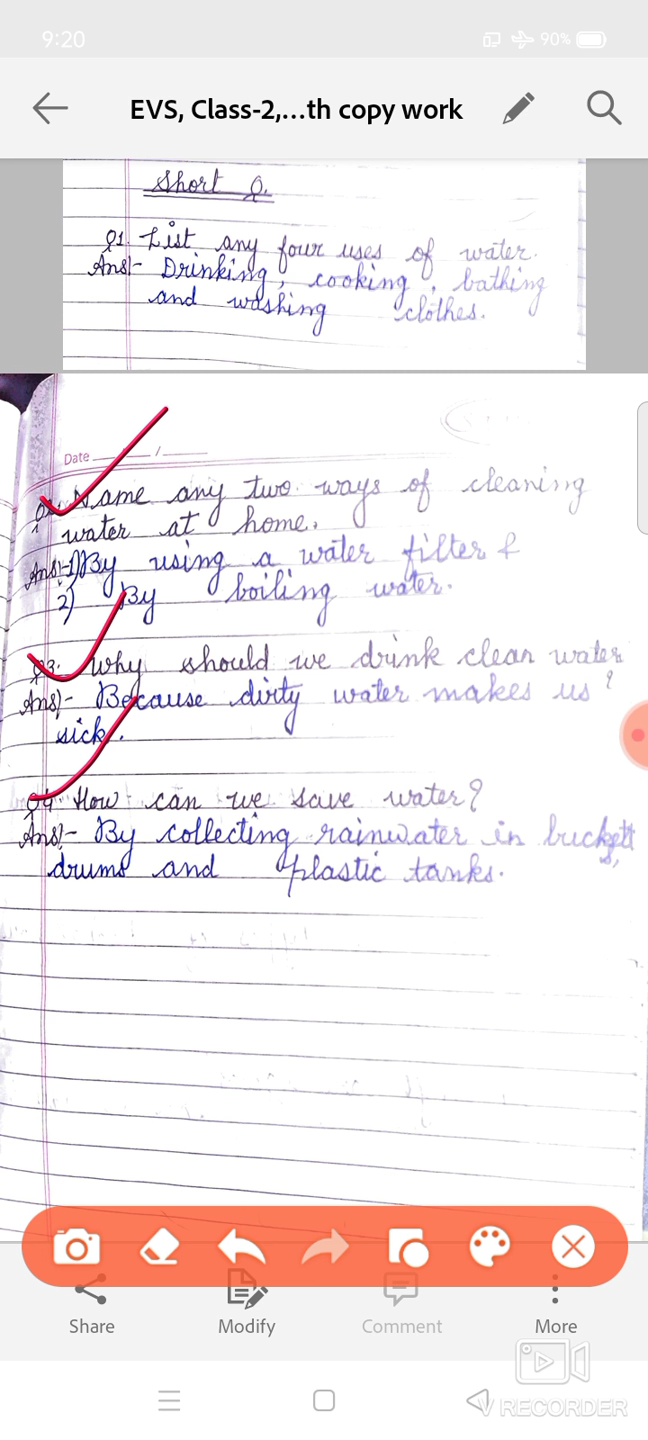 9:20
90%
EVS, Class-2,...th copy work
Short Q.
Q1. List any four uses of water.
Ans:- Drinking, cooking, bathing
and washing clothes.
Date ____/____
Name any two ways of cleaning
water at home.
Ans:- 1) By using a water filter &
2) By boiling water.
Q3. Why should we drink clean water
?
Ans:- Because dirty water makes us
sick.
Q4. How can we save water?
Ans:- By collecting rainwater in buckets,
drums and plastic tanks.
Share
Modify
Comment
More
V RECORDER